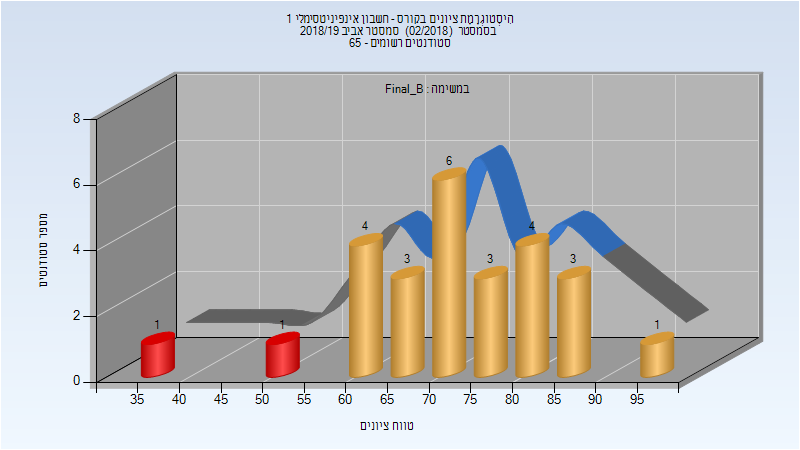 היסטוגרמת ציונים בקורס - חשבון אינפיניטסימלי 1
בסמסטר (02/2018) סמסטר אביב 2018/19
סטודנטים רשומים - 65
במשימה : Final_B
8
6
4
2
0
מספר סטודנטים
1
1
4
3
6
3
4
3
1
35 40 45 50 55 60 65 70 75 80 85 90 95
טווח ציונים